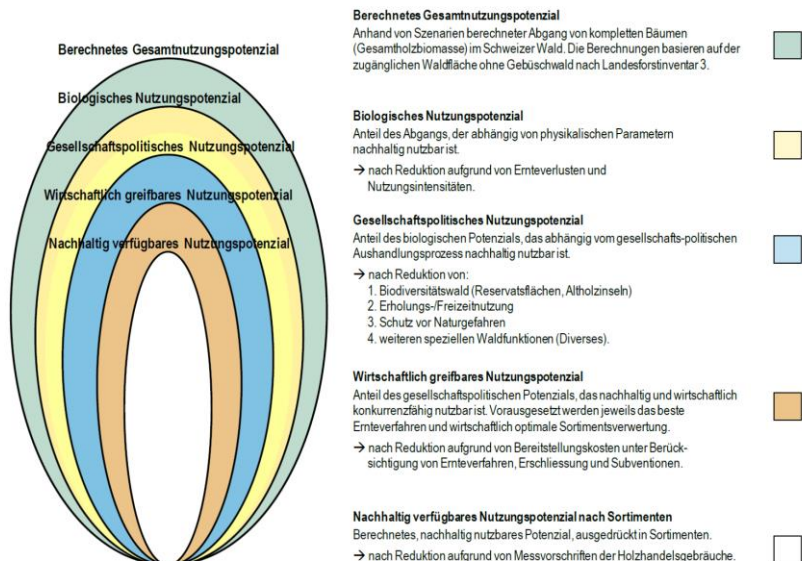 Berechnetes Gesamtnutzungspotenzial
Biologisches Nutzungspotenzial
Gesellschaftspolitisches Nutzungspotenzial
Wirtschaftlich greifbares Nutzungspotenzial
Nachhaltig verfügbares Nutzungspotenzial
Berechnetes Gesamtnutzungspotenzial
Anhand von Szenarien berechneter Abgang von kompletten Bäumen
(Gesamtholzbiomasse) im Schweizer Wald. Die Berechnungen basieren auf der
zugänglichen Waldfläche ohne Gebüschwald nach Landesforstinventar 3.
Biologisches Nutzungspotenzial
Anteil des Abgangs, der abhängig von physikalischen Parametern
nachhaltig nutzbar ist.
→ nach Reduktion aufgrund von Ernteverlusten und
Nutzungsintensitäten.
Gesellschaftspolitisches Nutzungspotenzial
Anteil des biologischen Potenzials, das abhängig vom gesellschafts-politischen
Aushandlungsprozess nachhaltig nutzbar ist.
→ nach Reduktion von:
1. Biodiversitätswald (Reservatsflächen, Altholzinseln)
2. Erholungs-/Freizeitnutzung
3. Schutz vor Naturgefahren
4. weiteren speziellen Waldfunktionen (Diverses).
Wirtschaftlich greifbares Nutzungspotenzial
Anteil des gesellschaftspolitischen Potenzials, das nachhaltig und wirtschaftlich
konkurrenzfähig nutzbar ist. Vorausgesetzt werden jeweils das beste
Ernteverfahren und wirtschaftlich optimale Sortimentsverwertung.
→ nach Reduktion aufgrund von Bereitstellungskosten unter Berück-
sichtigung von Ernteverfahren, Erschliessung und Subventionen.
Nachhaltig verfügbares Nutzungspotenzial nach Sortimenten
Berechnetes, nachhaltig nutzbares Potenzial, ausgedrückt in Sortimenten.
→ nach Reduktion aufgrund von Messvorschriften der Holzhandelsgebräuche.